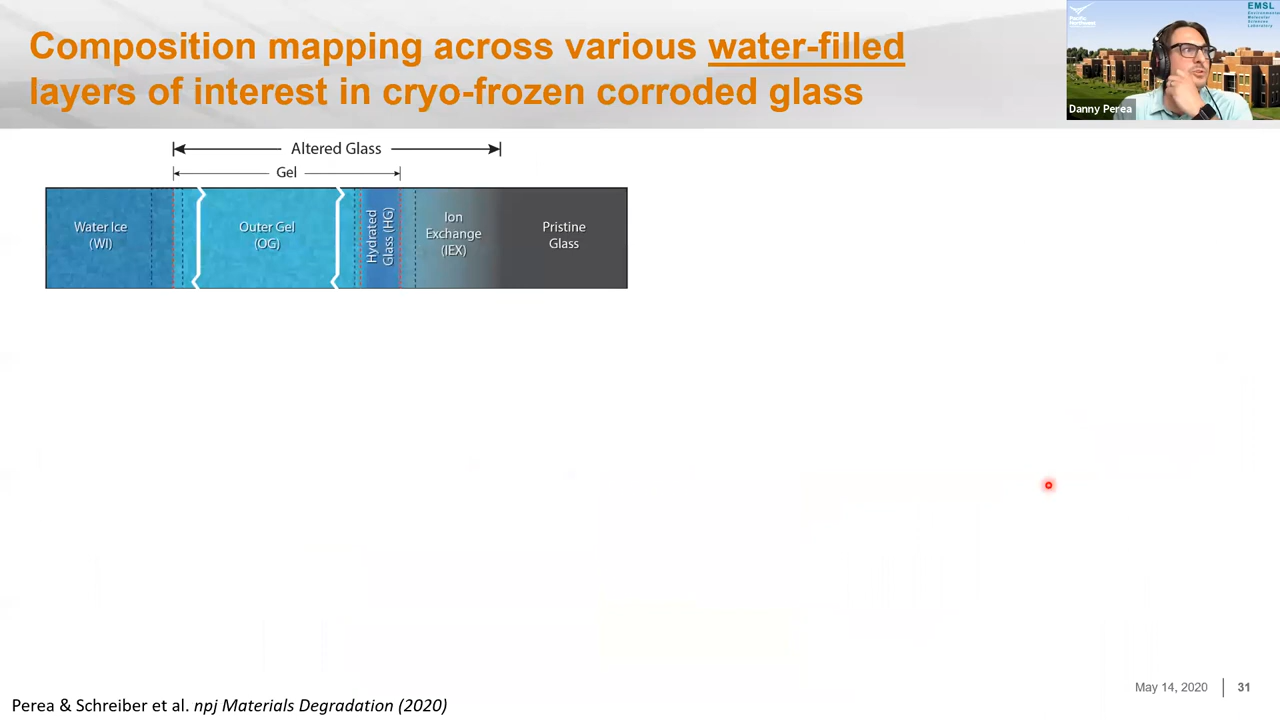 Composition mapping across various water-filled
layers of interest in cryo-frozen corroded glass
Pacific
Northwest
EMSL
Environmental
Molecular
Sciences
Laboratory
Danny Perea
Altered Glass
Gel
Water Ice
(WI)
Outer Gel
(OG)
Hydrated
Glass (HG)
Ion
Exchange
(IEX)
Pristine
Glass
May 14, 2020
31
Perea & Schreiber et al. npj Materials Degradation (2020)